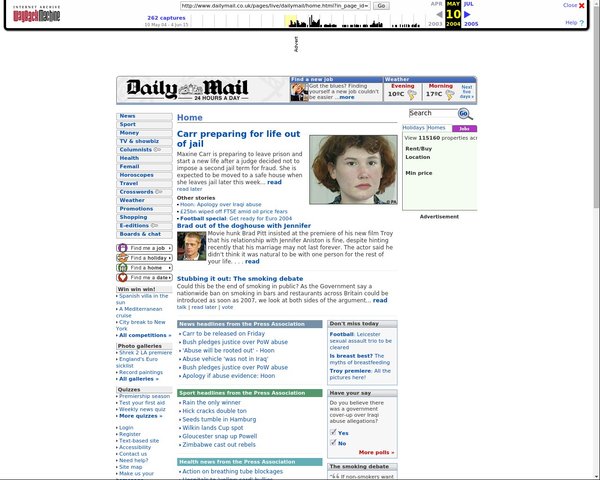 INTERNET ARCHIVE
WayBackMachine
http://www.dailymail.co.uk/pages/live/dailymail/home.html?in_page_id=
Go
262 captures
10 May 04 - 4 Jun 15
APR
MAY
JUL
10
2003
2004
2005
Close
Help
Advert
Daily Mail
24 HOURS A DAY
Find a new job
Got the blues? Finding
yourself a new job couldn't
be easier ...more
Weather
Evening
10ºC
Morning
17ºC
Next
five days
News
Sport
Money
TV & showbiz
Columnists
Health
Femail
Horoscopes
Travel
Crosswords
Weather
Promotions
Shopping
E-editions
Boards & chat
Find me a job
Find me a holiday
Find me a home
Find me a date
Win win win!
Spanish villa in the
sun
A Mediterranean
cruise
City break to New
York
All competitions »
Photo galleries
Shrek 2 LA premiere
England's Euro
sicklist
Record paintings
All galleries »
Quizzes
Premiership season
Test your first aid
Weekly news quiz
More quizzes »
Login
Register
Text-based site
Accessibility
Contact us
Need help?
Site map
Make us your
Home
Carr preparing for life out
of jail
Maxine Carr is preparing to leave prison and
start a new life after a judge decided not to
impose a second jail term for fraud. She is
expected to be moved to a safe house when
she leaves jail later this week... read
read later
© PA
Other stories
Hoon: Apology over Iraq abuse
£25bn wiped off FTSE amid oil price fears
Football special: Get ready for Euro 2004
Brad out of the doghouse with Jennifer
Movie hunk Brad Pitt insisted at the premiere of his new film Troy
that his relationship with Jennifer Aniston is fine, despite hinting
recently that his marriage may not last forever. The actor said he
didn't think it was natural to be with one person for the rest of
your life. . . . read
Stubbing it out: The smoking debate
Could this be the end of smoking in public? As the Government say a
nationwide ban on smoking in bars and restaurants across Britain could be
introduced as soon as 2007, we look at both sides of the argument... read
talk | read later | vote
News headlines from the Press Association
Carr to be released on Friday
Bush pledges justice over PoW abuse
'Abuse will be rooted out' - Hoon
Abuse vehicle 'was not in Iraq'
Bush pledges justice over PoW abuse
Apology if abuse evidence: Hoon
Sport headlines from the Press Association
Rain the only winner
Hick cracks double ton
Seeds tumble in Hamburg
Wilkin lands Cup spot
Gloucester snap up Powell
Zimbabwe cast out rebels
Health news from the Press Association
Action on breathing tube blockages
Don't miss today
Football: Leicester
sexual assault trio to be
cleared
Is breast best? The
myths of breastfeeding
Troy premiere: All the
pictures here!
Have your say
Do you believe there
was a government
cover-up over Iraqi
abuse allegations?
Yes
No
More polls »
The smoking debate
"If non-smokers want
Search
Go
Holidays
Homes
Jobs
View 115160 properties acr
Rent/Buy
Location
Min price
Advertisement